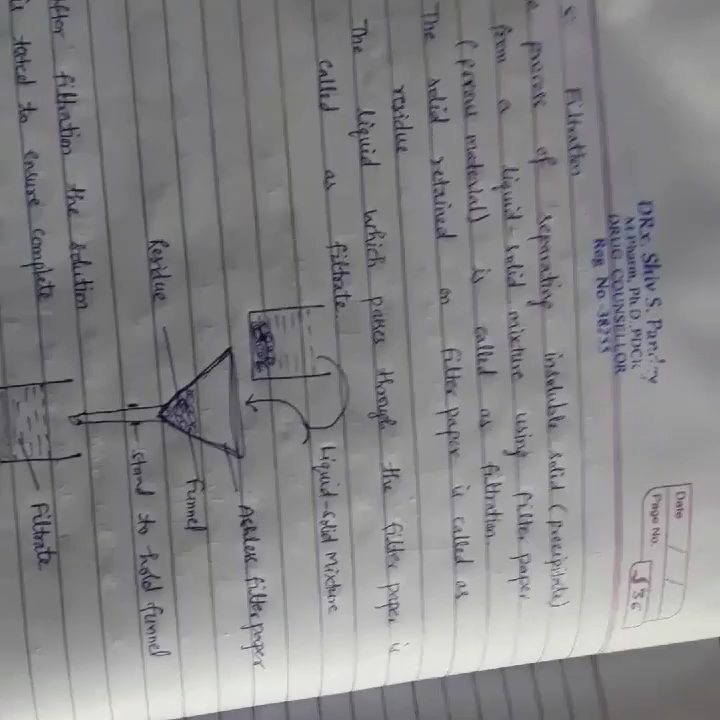 DRx. Shiv S. Pandey
M.Pharm, Ph.D, PDCR
DRUG COUNSELLOR
Reg No 38733
Date
Page No. 136
Filtration
process of separating insoluble solid (precipitate)
from a liquid-solid mixture using filter paper
(porous material) is called as filtration.
The solid retained on filter paper is called as
residue
The liquid which passes through the filter paper is
called as filtrate.
Liquid-solid mixture
Ashless filter paper
Residue
Funnel
stand to hold funnel
After filtration the solution
is tested to ensure complete
Filtrate